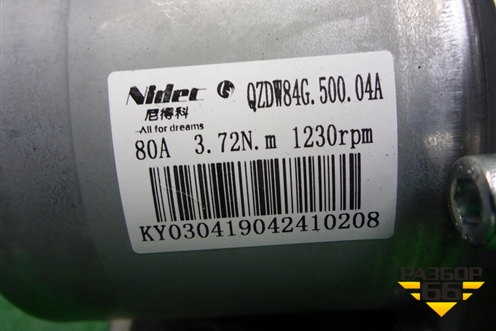 Nidec QZDW84G.500.04A
尼得科
All for dreams
80A 3.72N.m 1230rpm
KY030419042410208
РАЗБОР
66